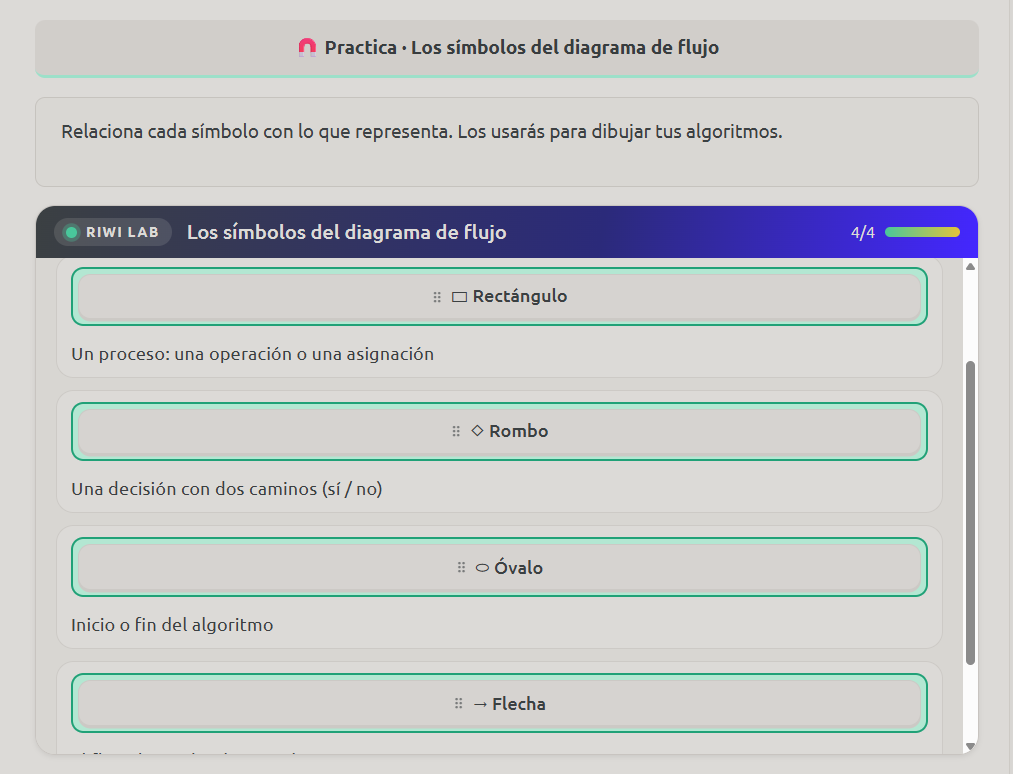 Practica · Los símbolos del diagrama de flujo
Relaciona cada símbolo con lo que representa. Los usarás para dibujar tus algoritmos.
RIWI LAB Los símbolos del diagrama de flujo 4/4
Rectángulo
Un proceso: una operación o una asignación
Rombo
Una decisión con dos caminos (sí / no)
Óvalo
Inicio o fin del algoritmo
→ Flecha